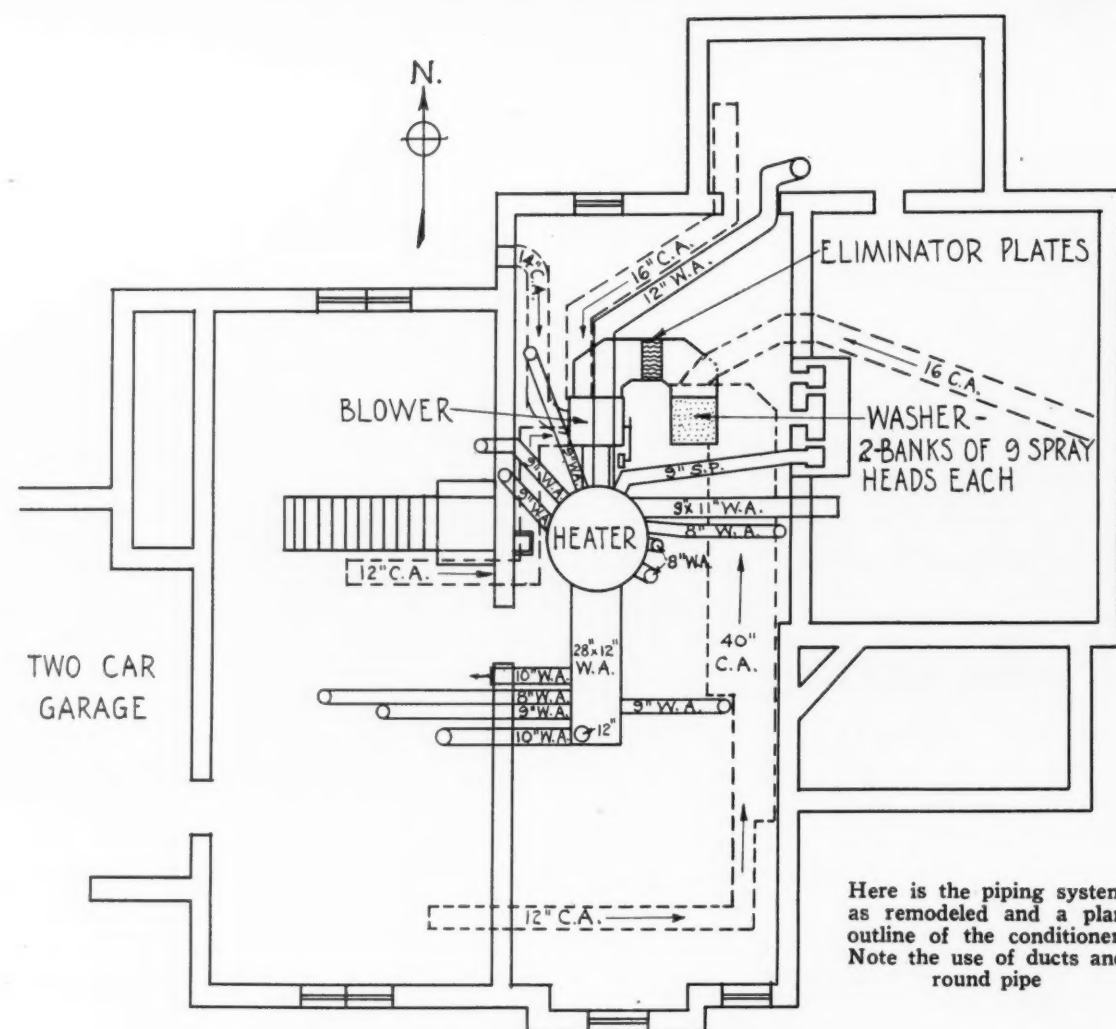 N.
14" C.A.
16" C.A.
12" W.A.
ELIMINATOR PLATES
16 C.A.
BLOWER
WASHER-
2-BANKS OF 9 SPRAY
HEADS EACH
9" W.A.
9" W.A.
9" W.A.
9" S.P.
9x11" W.A.
HEATER
8" W.A.
8" W.A.
12" C.A.
40"
C.A.
TWO CAR
GARAGE
28"x12"
W.A.
10" W.A.
8" W.A.
9" W.A.
10" W.A.
12"
9" W.A.
12" C.A.
Here is the piping system
as remodeled and a plan
outline of the conditioner
Note the use of ducts and
round pipe